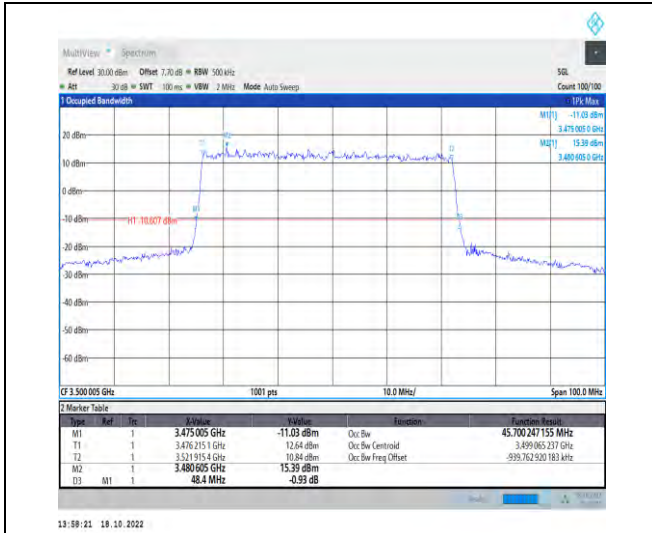 MultiView Spectrum
Ref Level 30.00 dBm Offset 7.70 dB RBW 500 kHz SGL
Att 30 dB SWT 100 ms VBW 2 MHz Mode Auto Sweep Count 100/100
1 Occupied Bandwidth 1Pk Max
M1[1] -11.03 dBm
3.475 005 0 GHz
M2[1] 15.39 dBm
3.480 605 0 GHz
20 dBm
10 dBm
0 dBm
-10 dBm
H1 -10.607 dBm
-20 dBm
-30 dBm
-40 dBm
-50 dBm
-60 dBm
T1
M2
T2
M1
CF 3.500 005 GHz 1001 pts 10.0 MHz/ Span 100.0 MHz
2 Marker Table
Type Ref Trc X-Value Y-Value Function Function Result
M1 1 3.475 005 GHz -11.03 dBm Occ Bw 45.700 247 155 MHz
T1 1 3.476 215 1 GHz 12.64 dBm Occ Bw Centroid 3.499 065 237 GHz
T2 1 3.521 915 4 GHz 10.84 dBm Occ Bw Freq Offset -939.762 920 183 kHz
M2 1 3.480 605 GHz 15.39 dBm
D3 M1 1 48.4 MHz -0.93 dB
13:58:21 18.10.2022